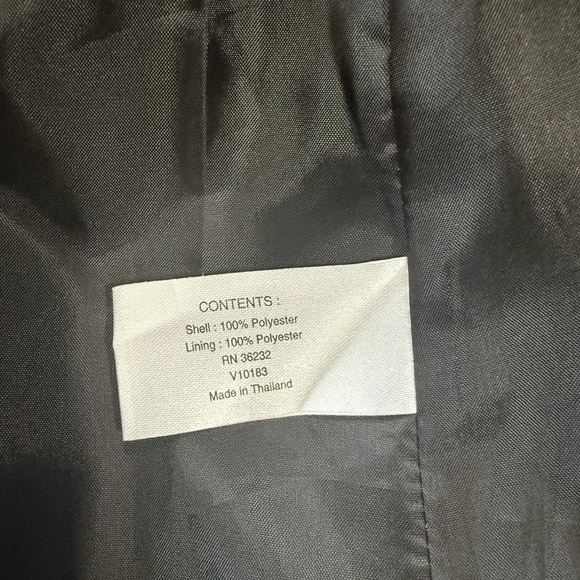 CONTENTS :
Shell : 100% Polyester
Lining : 100% Polyester
RN 36232
V10183
Made in Thailand